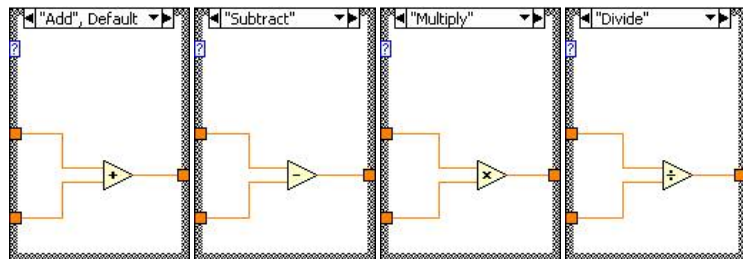 "Add", Default
"Subtract"
"Multiply"
"Divide"
?
?
?
?
+
-
×
÷